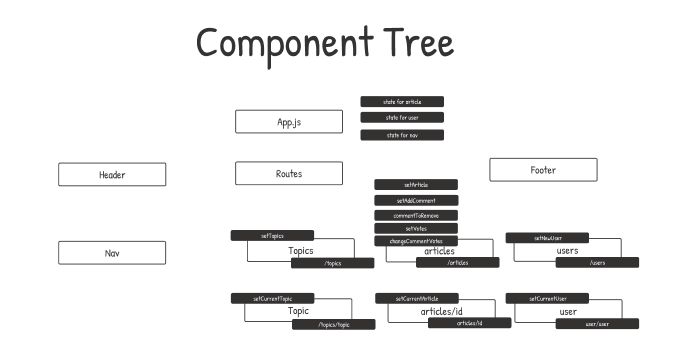 Component Tree
state for article
App.js
state for user
state for nav
Header
Routes
Footer
setArticle
setAddComment
commentToRemove
setVotes
changeCommentVotes
setTopics
Topics
/topics
articles
/articles
setNewUser
users
/users
Nav
setCurrentTopic
Topic
/topics/topic
setCurrentArticle
articles/id
articles/id
setCurrentUser
user
user/user